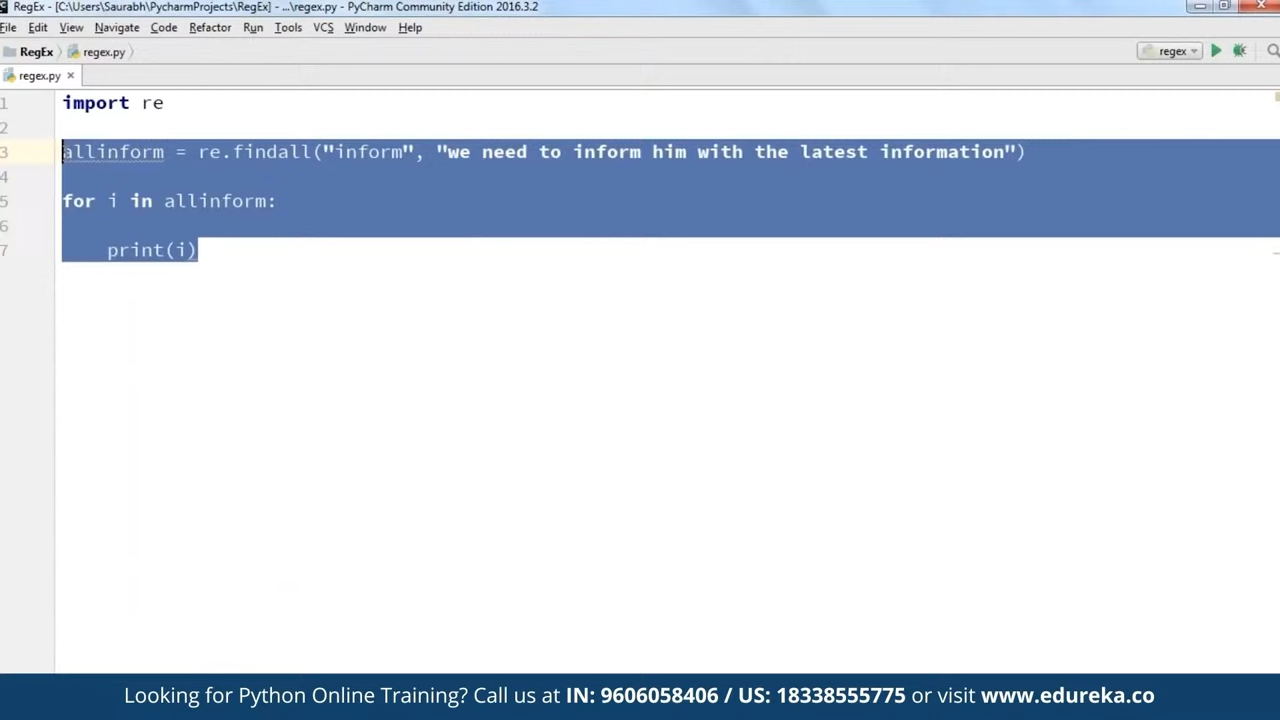 RegEx - [C:\Users\Saurabh\PycharmProjects\RegEx] - ...\regex.py - PyCharm Community Edition 2016.3.2
File Edit View Navigate Code Refactor Run Tools VCS Window Help
RegEx regex.py regex
regex.py
1 import re
2
3 allinform = re.findall("inform", "we need to inform him with the latest information")
4
5 for i in allinform:
6
7 print(i)
Looking for Python Online Training? Call us at IN: 9606058406 / US: 18338555775 or visit www.edureka.co